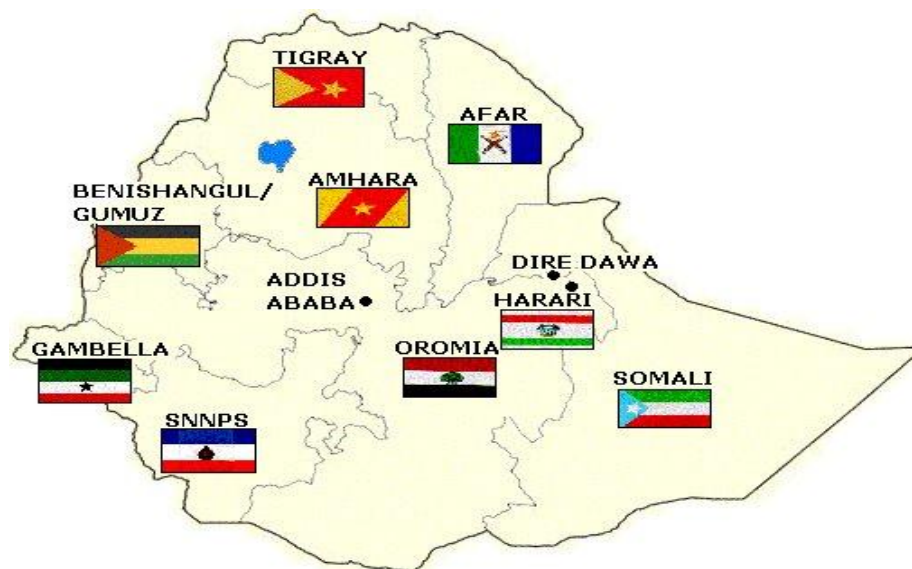 TIGRAY
AFAR
AMHARA
BENISHANGUL/
GUMUZ
DIRE DAWA
ADDIS
ABABA
HARARI
GAMBELLA
OROMIA
SOMALI
SNNPS